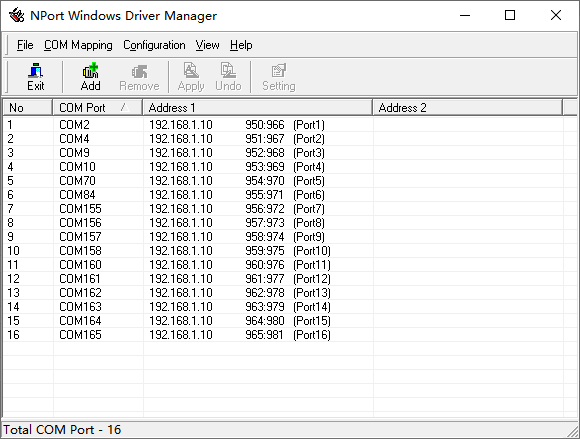 NPort Windows Driver Manager
File COM Mapping Configuration View Help
Exit Add Remove Apply Undo Setting
No COM Port Address 1 Address 2
1 COM2 192.168.1.10 950:966 (Port1)
2 COM4 192.168.1.10 951:967 (Port2)
3 COM9 192.168.1.10 952:968 (Port3)
4 COM10 192.168.1.10 953:969 (Port4)
5 COM70 192.168.1.10 954:970 (Port5)
6 COM84 192.168.1.10 955:971 (Port6)
7 COM155 192.168.1.10 956:972 (Port7)
8 COM156 192.168.1.10 957:973 (Port8)
9 COM157 192.168.1.10 958:974 (Port9)
10 COM158 192.168.1.10 959:975 (Port10)
11 COM160 192.168.1.10 960:976 (Port11)
12 COM161 192.168.1.10 961:977 (Port12)
13 COM162 192.168.1.10 962:978 (Port13)
14 COM163 192.168.1.10 963:979 (Port14)
15 COM164 192.168.1.10 964:980 (Port15)
16 COM165 192.168.1.10 965:981 (Port16)
Total COM Port - 16